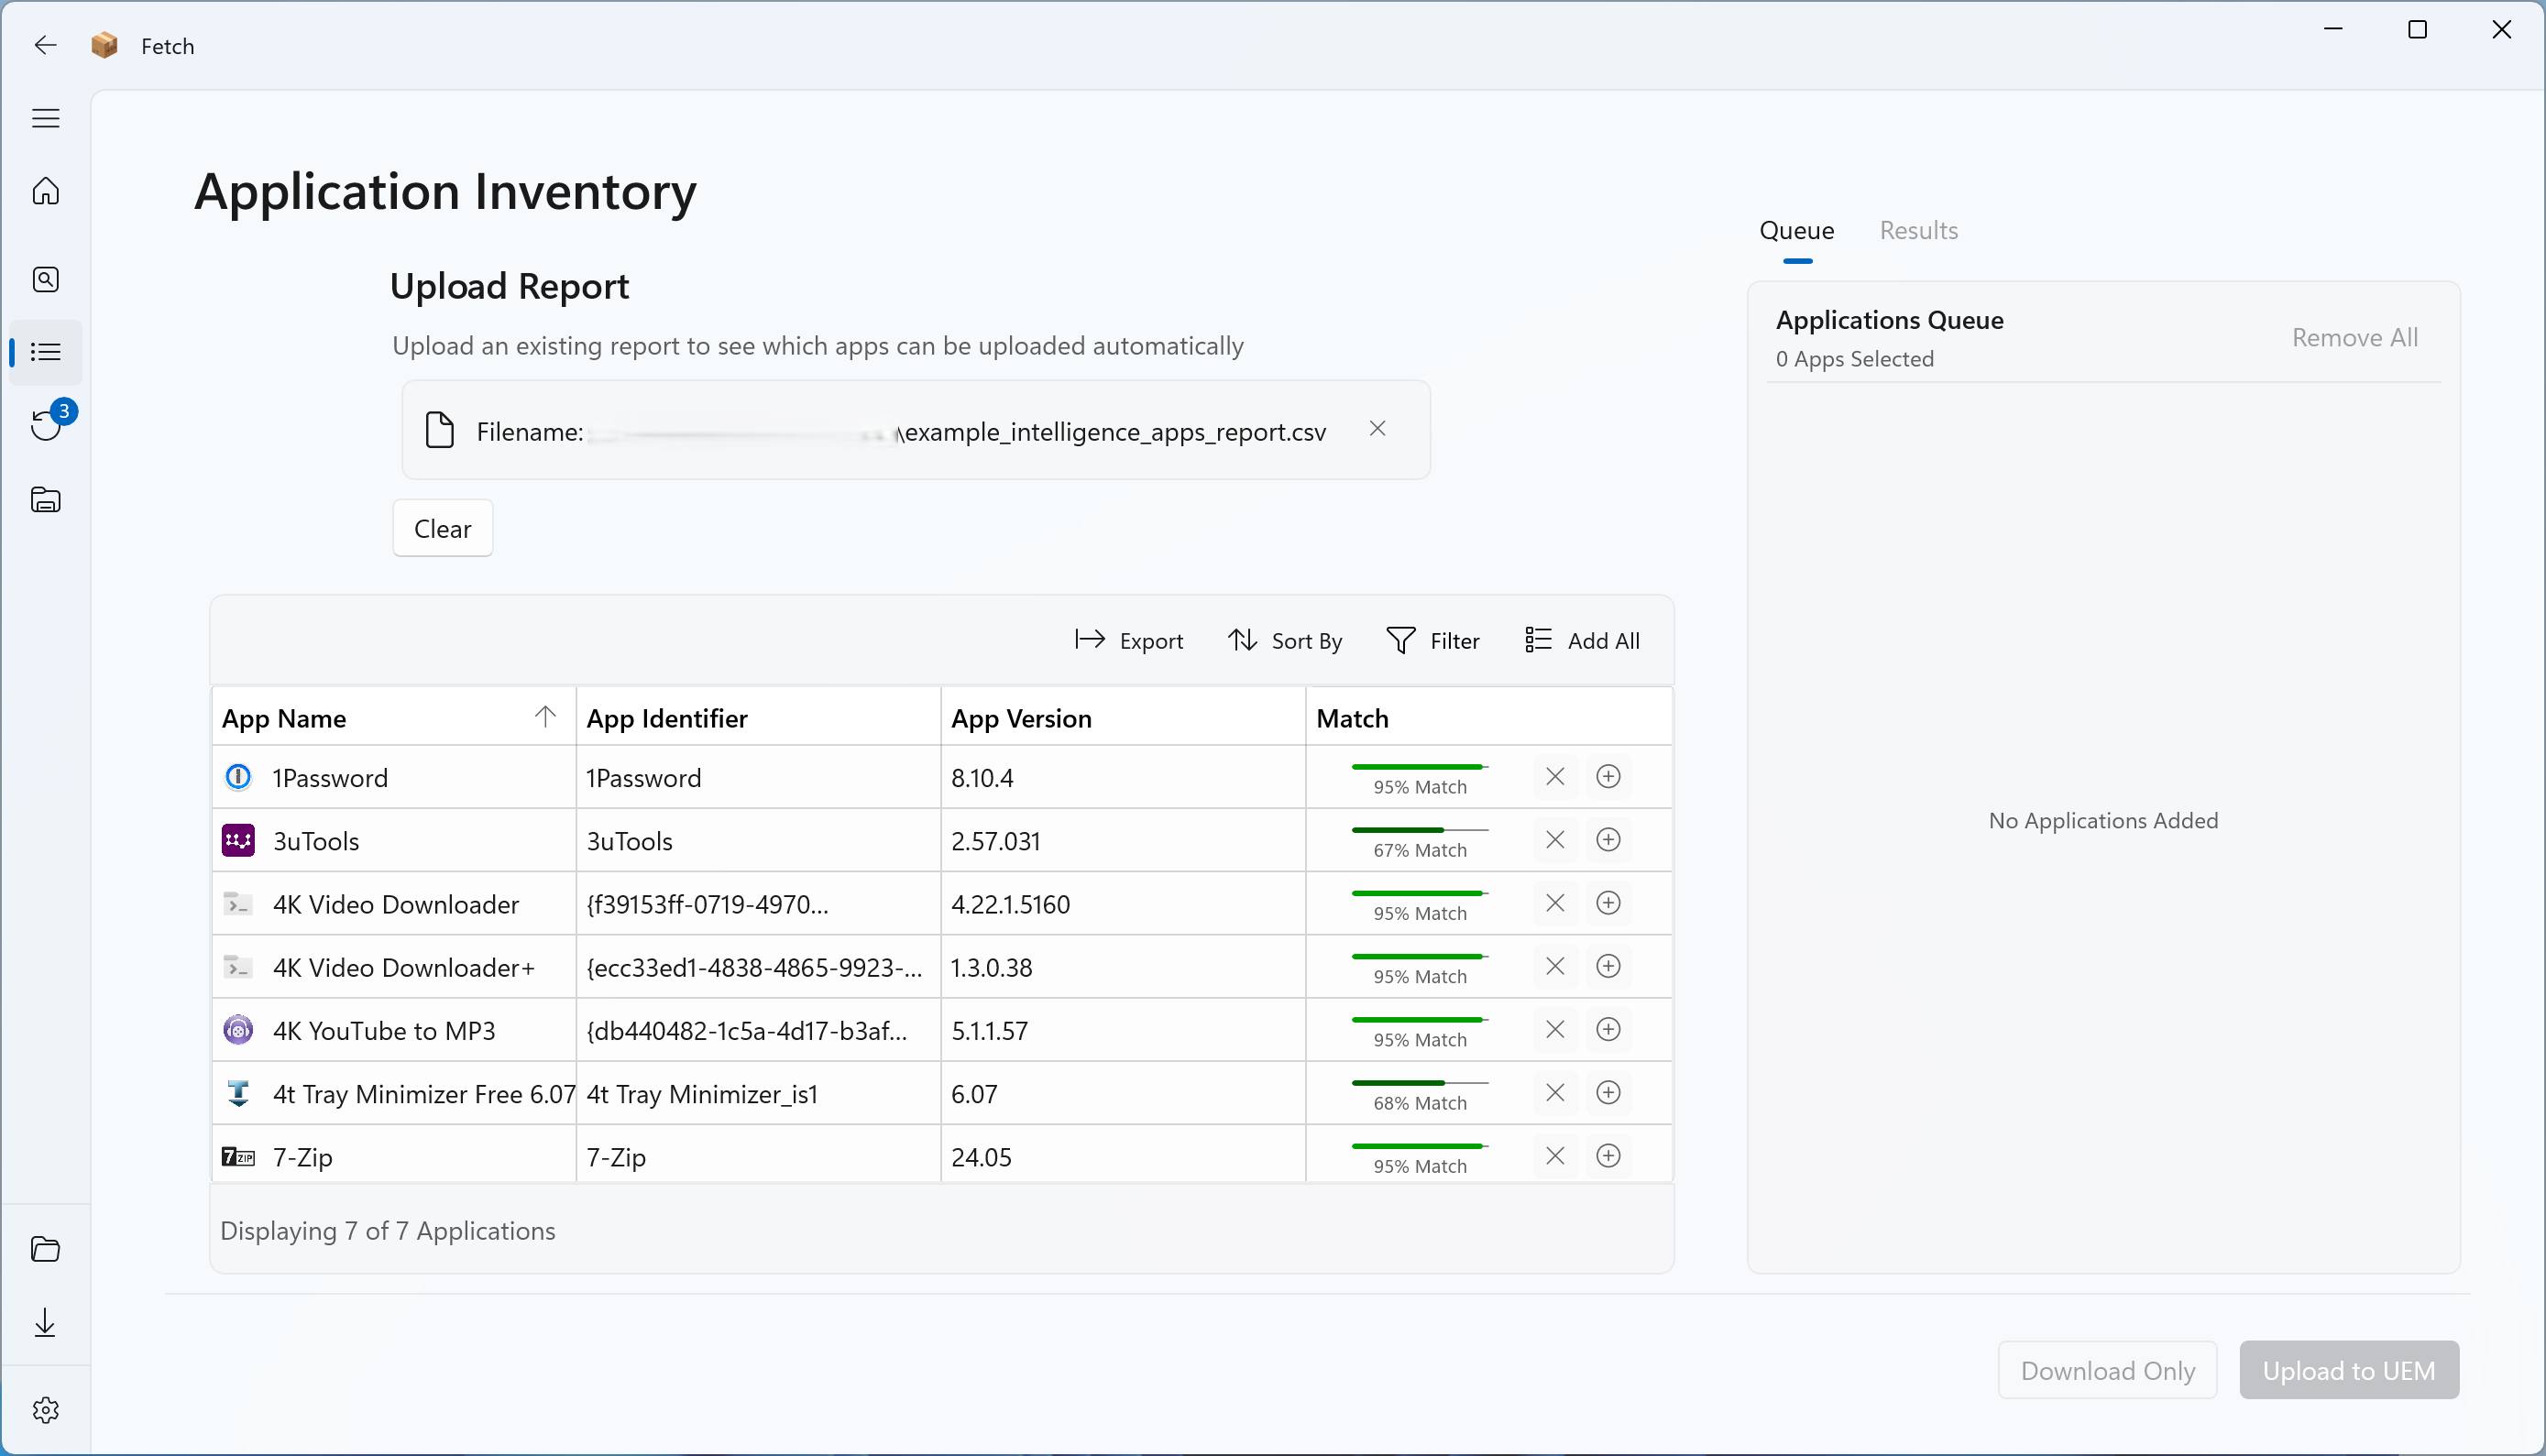 Fetch
Application Inventory
Upload Report
Upload an existing report to see which apps can be uploaded automatically
Filename: \example_intelligence_apps_report.csv
Clear
Export Sort By Filter Add All
App Name App Identifier App Version Match
1Password 1Password 8.10.4 95% Match
3uTools 3uTools 2.57.031 67% Match
4K Video Downloader {f39153ff-0719-4970... 4.22.1.5160 95% Match
4K Video Downloader+ {ecc33ed1-4838-4865-9923-... 1.3.0.38 95% Match
4K YouTube to MP3 {db440482-1c5a-4d17-b3af... 5.1.1.57 95% Match
4t Tray Minimizer Free 6.07 4t Tray Minimizer_is1 6.07 68% Match
7 ZIP 7-Zip 7-Zip 24.05 95% Match
Displaying 7 of 7 Applications
3
Queue Results
Applications Queue
Remove All
0 Apps Selected
No Applications Added
Download Only Upload to UEM